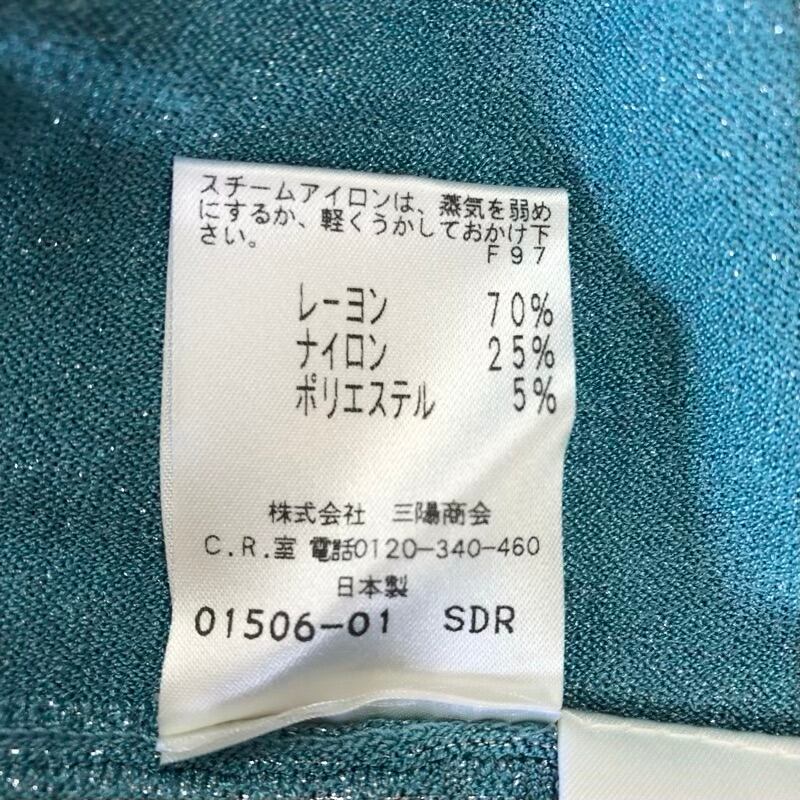 スチームアイロンは、蒸気を弱め
にするか、軽くうかしておかけ下
さい。
F97
レーヨン 70%
ナイロン 25%
ポリエステル 5%
株式会社 三陽商会
C.R.室 電話0120-340-460
日本製
01506-01 SDR